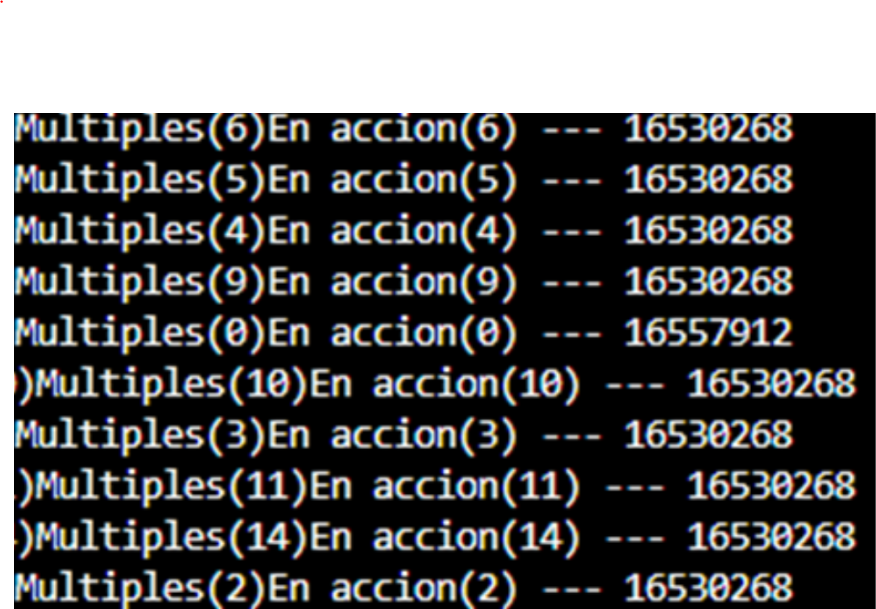 Multiples(6)En accion(6) --- 16530268
Multiples(5)En accion(5) --- 16530268
Multiples(4)En accion(4) --- 16530268
Multiples(9)En accion(9) --- 16530268
Multiples(0)En accion(0) --- 16557912
)Multiples(10)En accion(10) --- 16530268
Multiples(3)En accion(3) --- 16530268
)Multiples(11)En accion(11) --- 16530268
)Multiples(14)En accion(14) --- 16530268
Multiples(2)En accion(2) --- 16530268